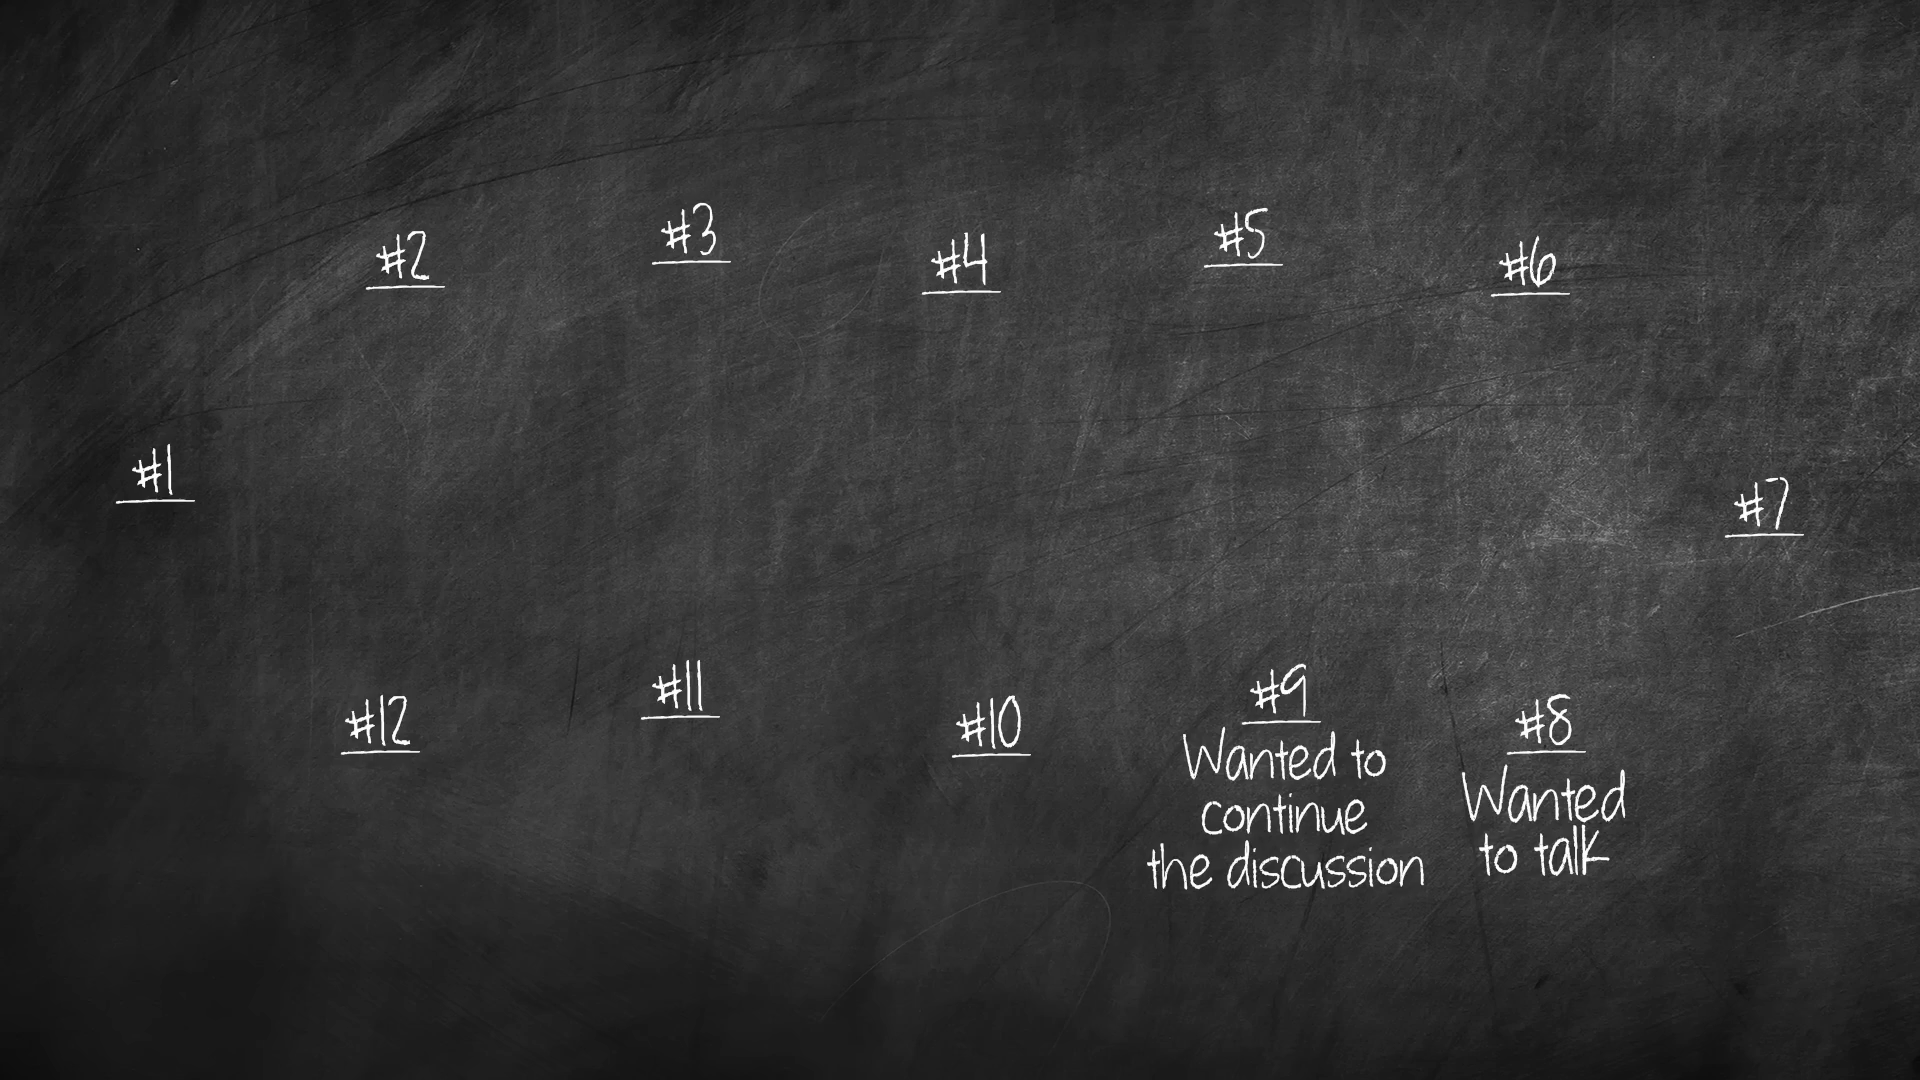 #1
#2
#3
#4
#5
#6
#7
#8
Wanted
to talk
#9
Wanted to
continue
the discussion
#10
#11
#12